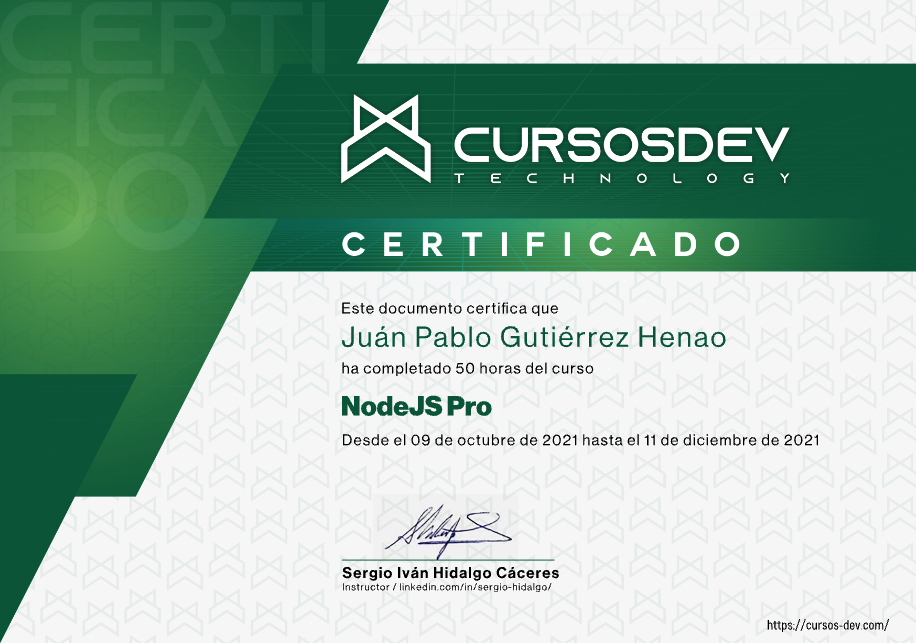 CERTI
FICA
DO
CURSOSDEV
TECHNOLOGY
CERTIFICADO
Este documento certifica que
Juán Pablo Gutiérrez Henao
ha completado 50 horas del curso
NodeJS Pro
Desde el 09 de octubre de 2021 hasta el 11 de diciembre de 2021
Sergio Iván Hidalgo Cáceres
Instructor / linkedin.com/in/sergio-hidalgo/
https://cursos-dev.com/